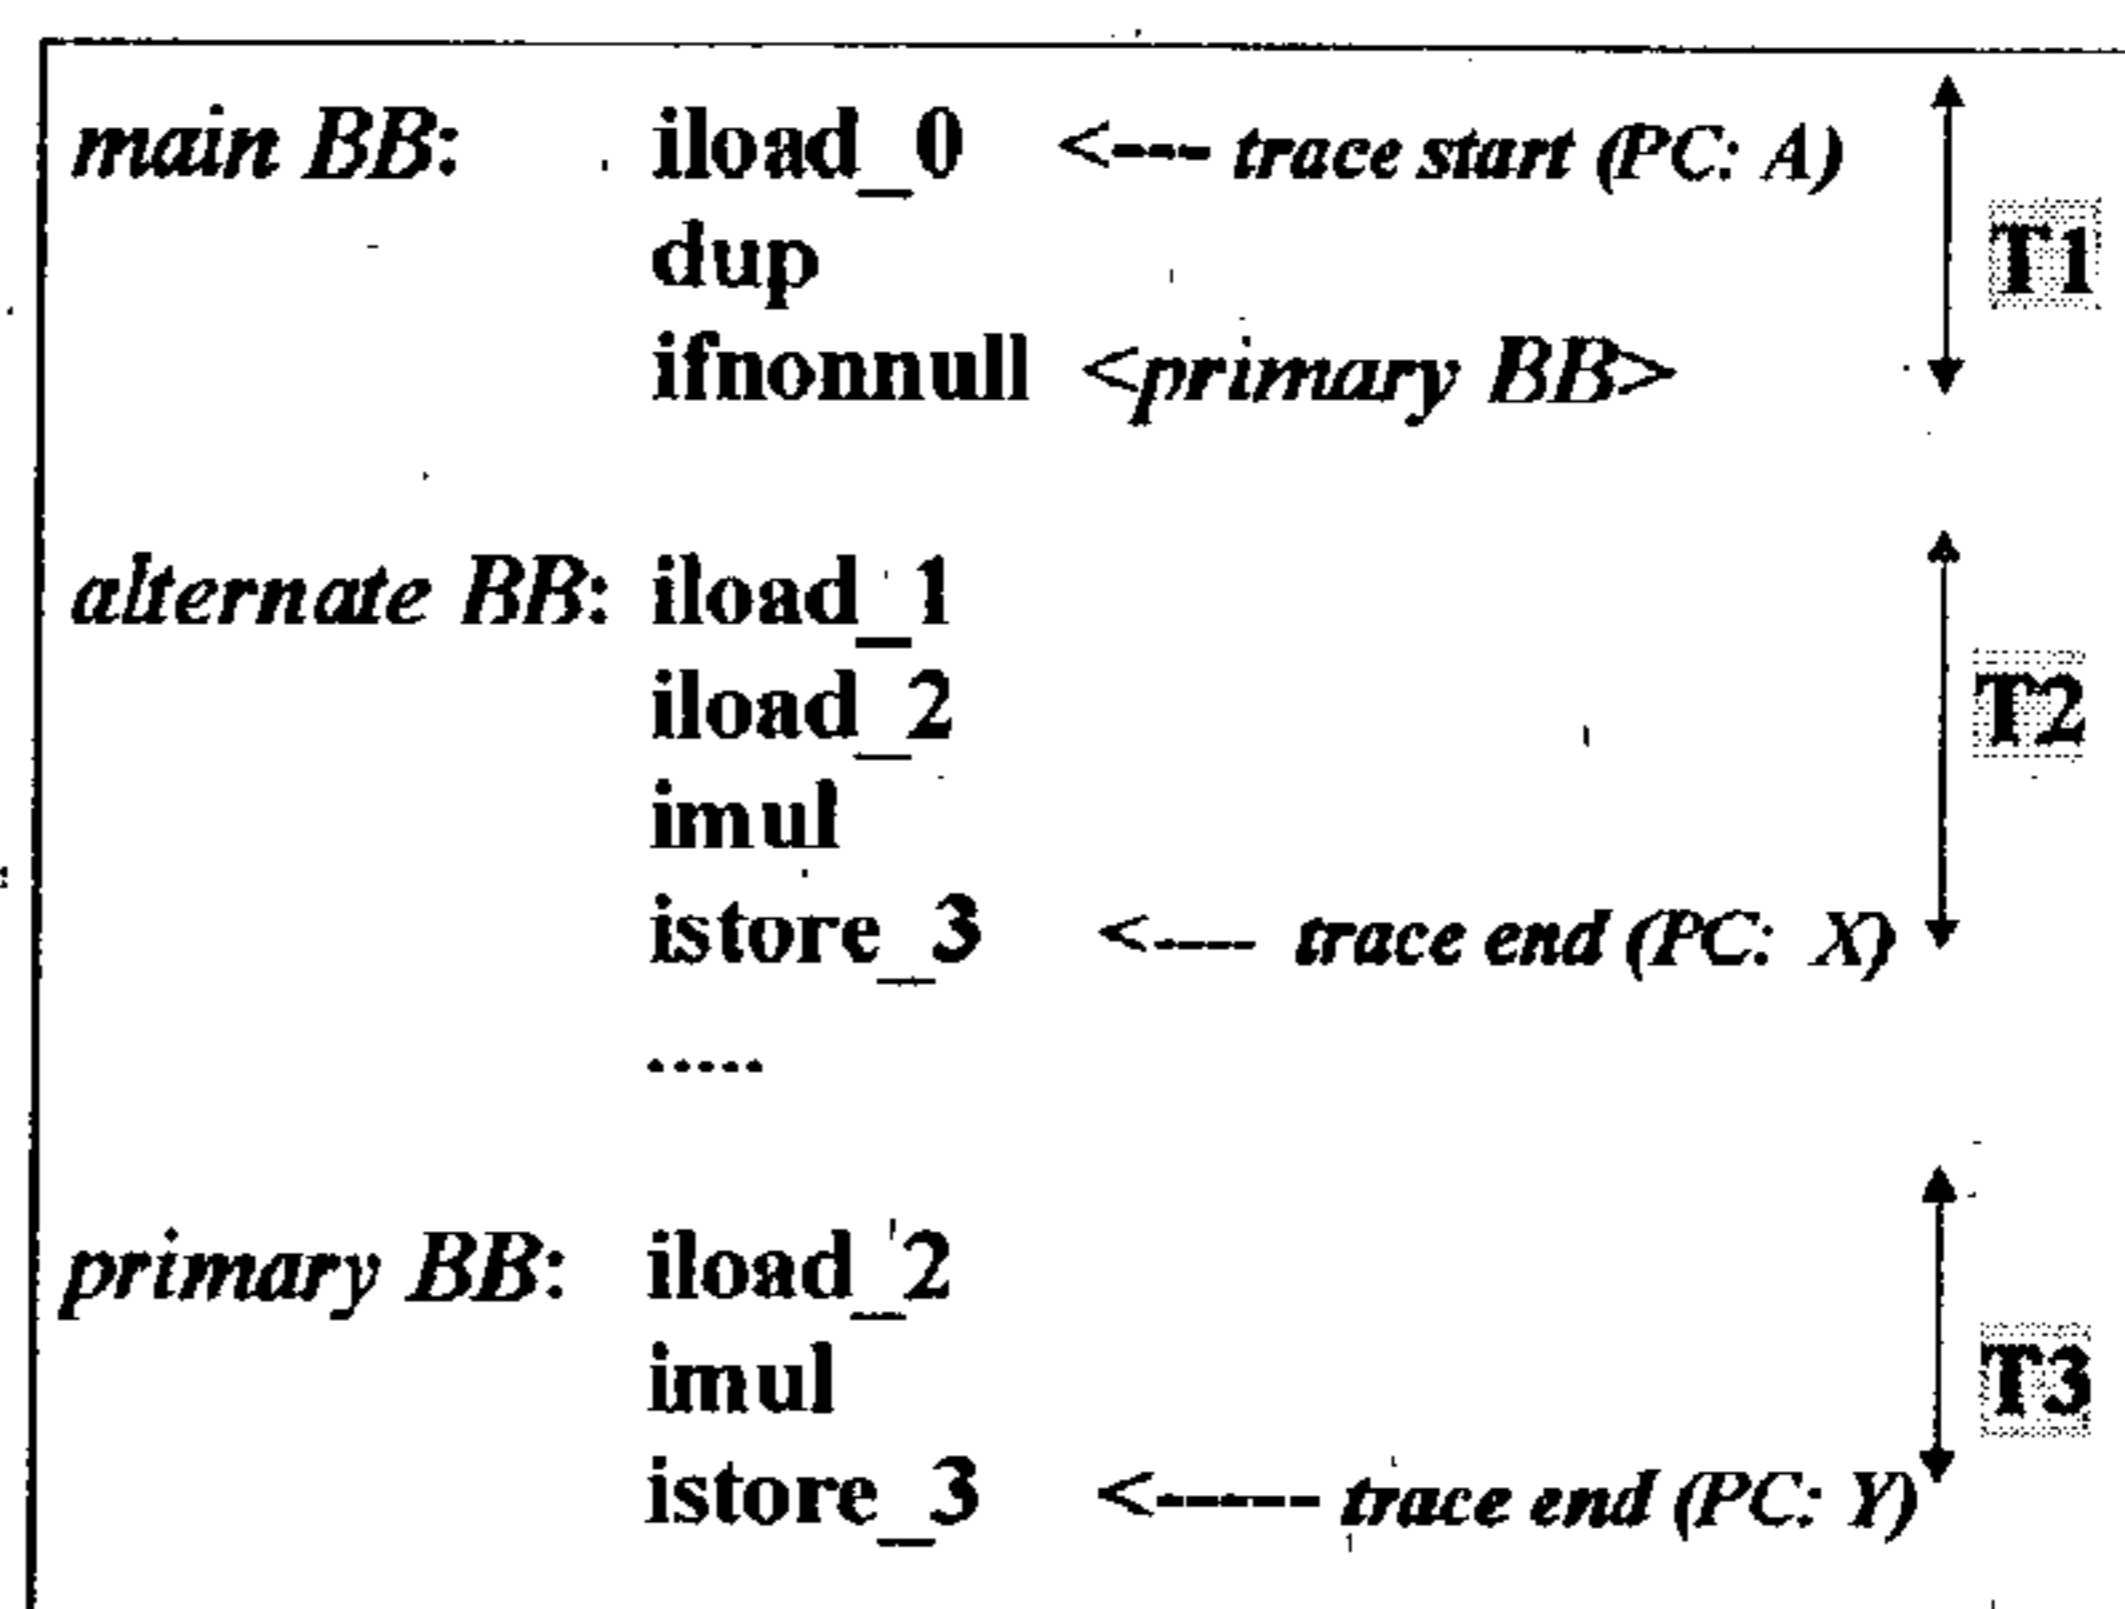 main BB: iload_0 <--- trace start (PC: A)
dup
T1
ifnonnull <primary BB>
alternate BB: iload_1
iload_2
T2
imul
istore_3 <---- trace end (PC: X)
.....
primary BB: iload_2
imul
T3
istore_3 <----- trace end (PC: Y)